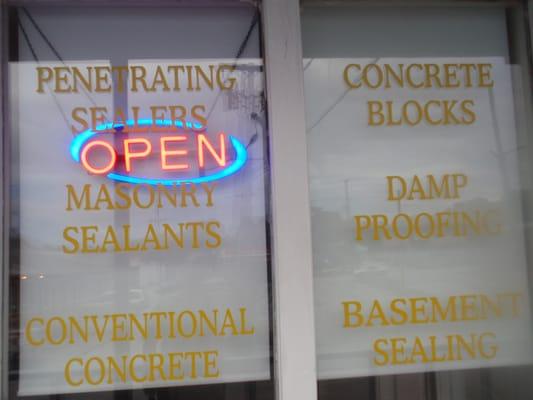 PENETRATING
SEALERS
OPEN
MASONRY
SEALANTS
CONVENTIONAL
CONCRETE
CONCRETE
BLOCKS
DAMP
PROOFING
BASEMENT
SEALING